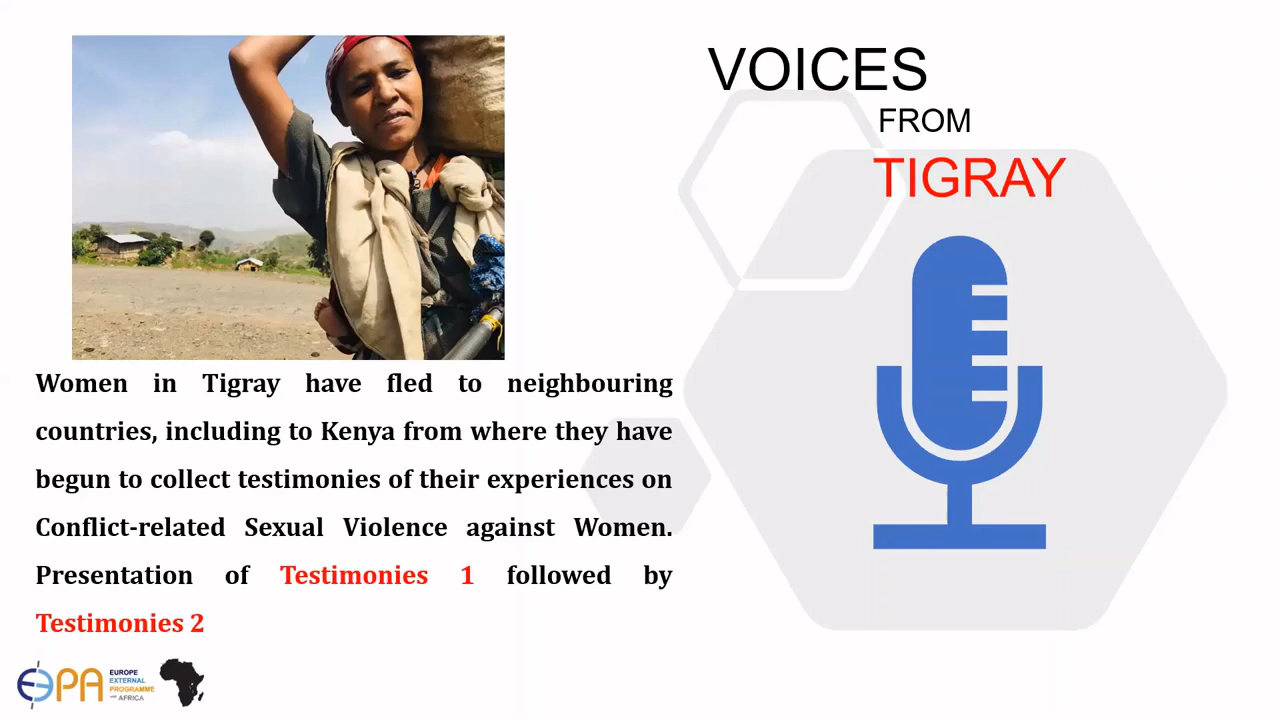 VOICES
FROM
TIGRAY
Women in Tigray have fled to neighbouring
countries, including to Kenya from where they have
begun to collect testimonies of their experiences on
Conflict-related Sexual Violence against Women.
Presentation of Testimonies 1 followed by
Testimonies 2
EEPA
EUROPE
EXTERNAL
PROGRAMME
with AFRICA